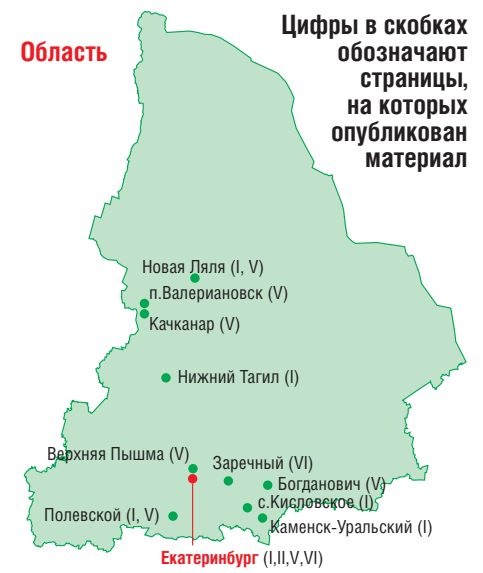 Область
Цифры в скобках
обозначают
страницы,
на которых
опубликован
материал
Новая Ляля (I, V)
п.Валериановск (V)
Качканар (V)
Нижний Тагил (I)
Верхняя Пышма (V)
Заречный (VI)
Богданович (V)
с.Кисловское (I)
Полевской (I, V)
Каменск-Уральский (I)
Екатеринбург (I,II,V,VI)